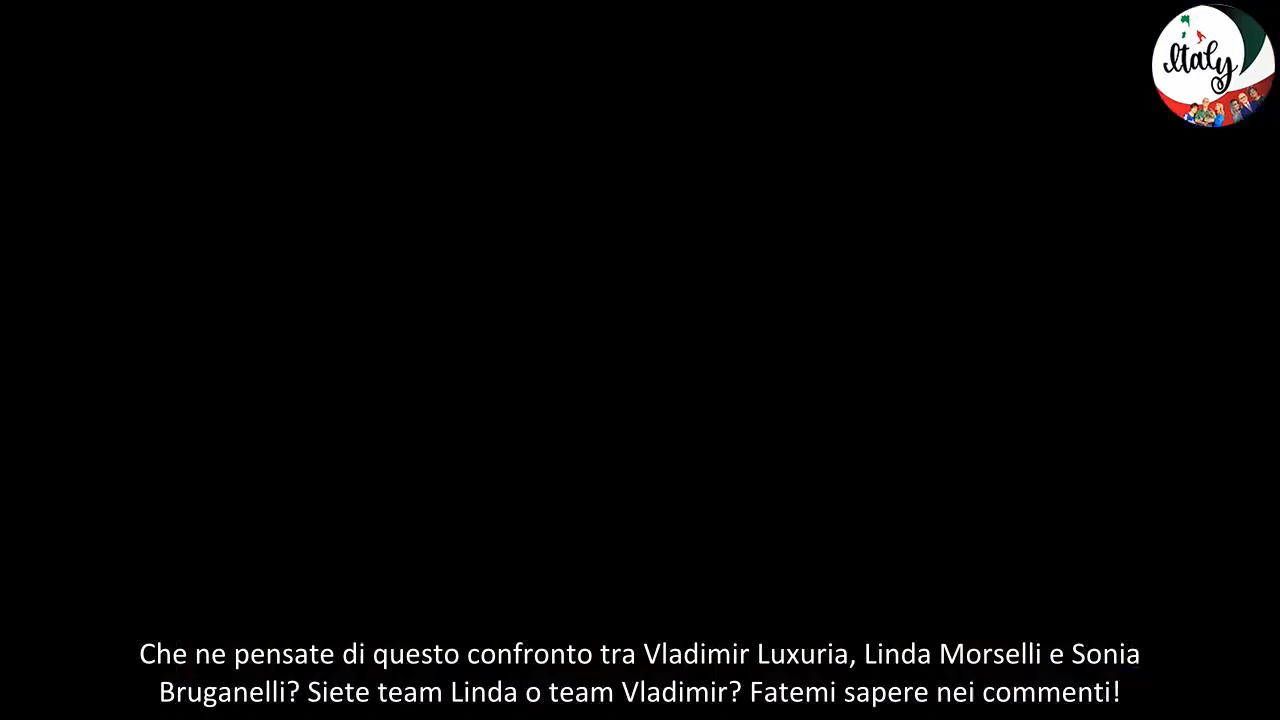 Italy
Che ne pensate di questo confronto tra Vladimir Luxuria, Linda Morselli e Sonia
Bruganelli? Siete team Linda o team Vladimir? Fatemi sapere nei commenti!